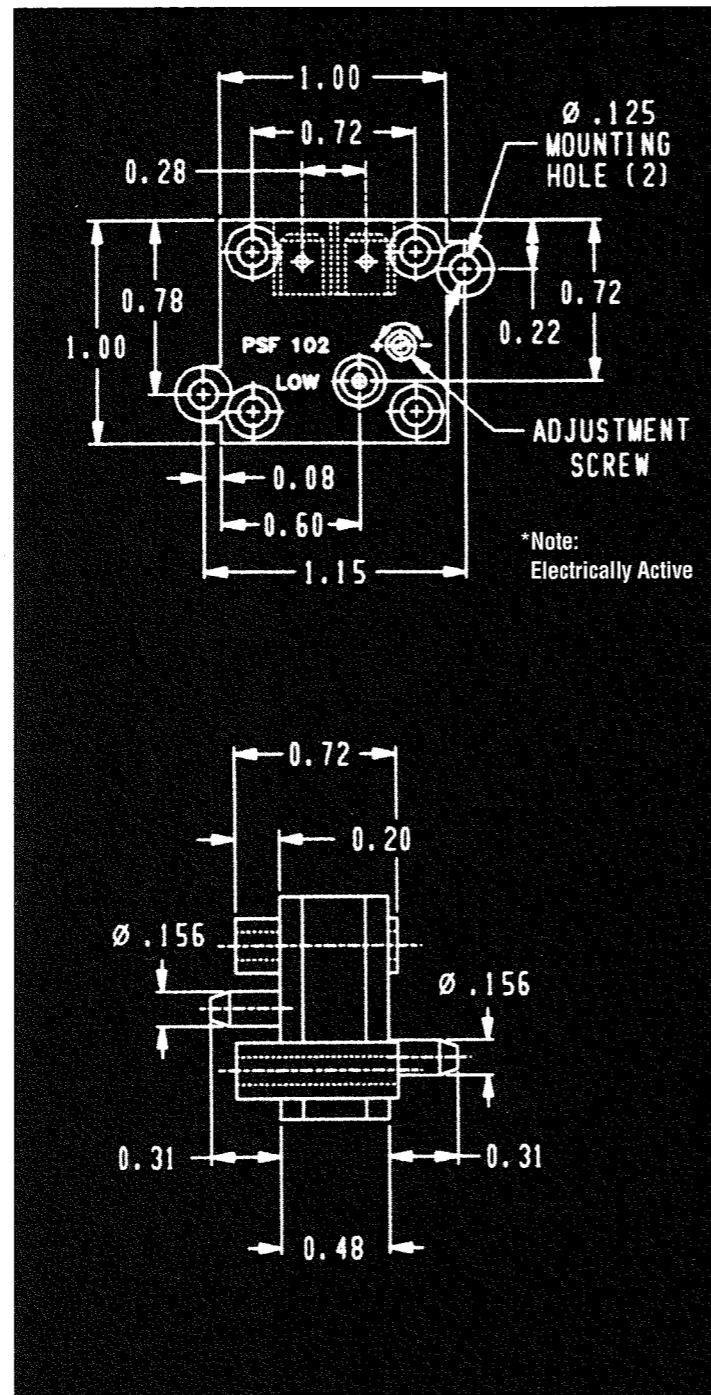 1.00
Ø .125
0.72
MOUNTING
0.28
HOLE (2)
0.78
0.72
1.00
0.22
PSF 102
+ -
LOW
ADJUSTMENT
SCREW
0.08
0.60
*Note:
1.15
Electrically Active
0.72
0.20
Ø .156
Ø .156
0.31
0.31
0.48